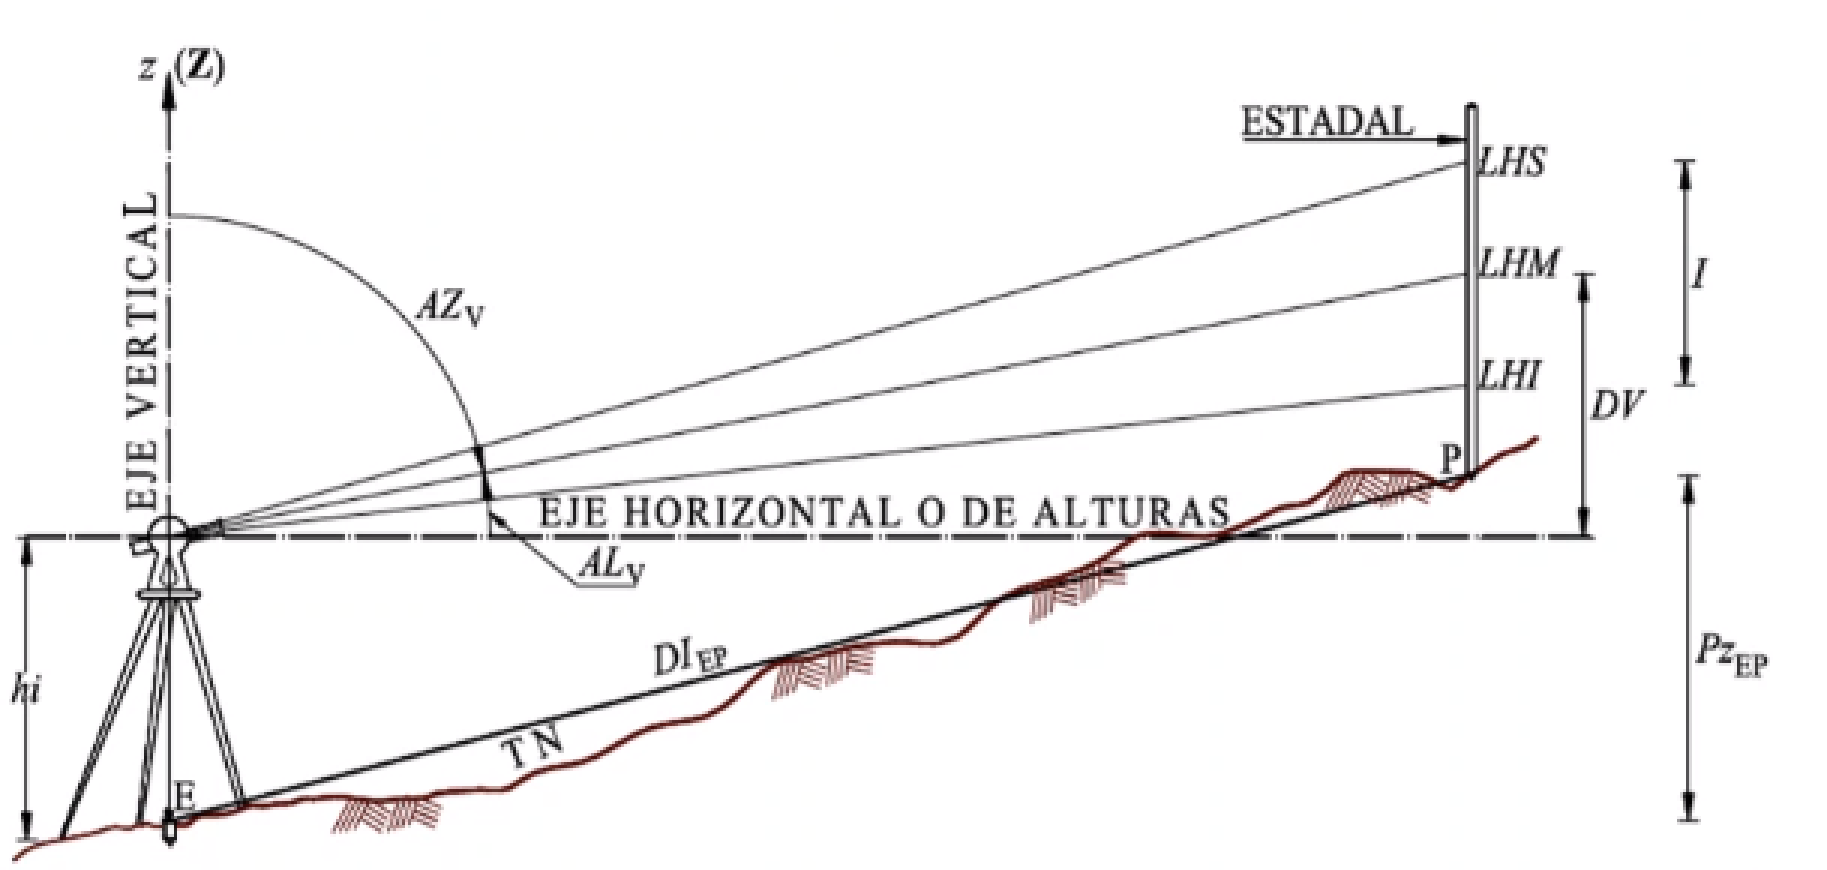 z (Z)
ESTADAL
LHS
EJE VERTICAL
LHM
I
AZV
LHI
DV
P
EJE HORIZONTAL O DE ALTURAS
ALV
DIEP
PzEP
hi
TN
E